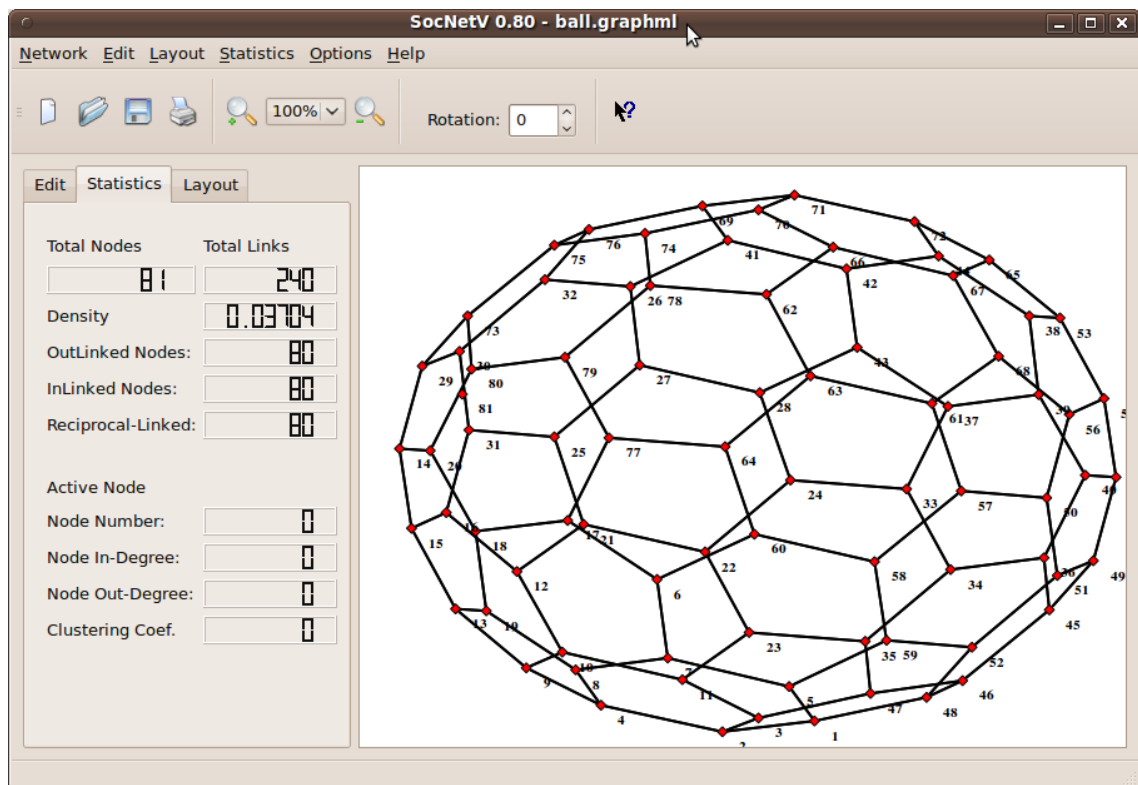 SocNetV 0.80 - ball.graphml
Network Edit Layout Statistics Options Help
100% Rotation: 0
Edit Statistics Layout
Total Nodes Total Links
81 240
Density 0.03704
OutLinked Nodes: 80
InLinked Nodes: 80
Reciprocal-Linked: 80
Active Node
Node Number: 0
Node In-Degree: 0
Node Out-Degree: 0
Clustering Coef. 0
71
69 70
72
76 74
75 41 66 65
42 67
32 26 78 62
73 38 53
43
30 79 68
29 80 27
81 28 63
61 37
56
31 25 77 64
14 20
24 33 57 40
50
15 18 17 21
60
22 58
12 6 34 36 51 49
13 19 23 45
35 59
10 7 52
9 8 11 5 46
4 47 48
3 1